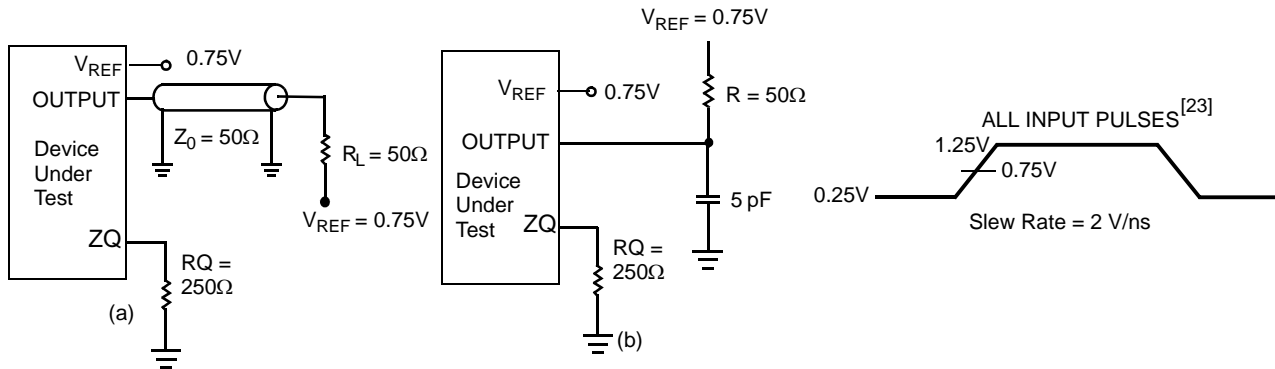 V_REF 0.75V
OUTPUT
Z_0 = 50Ω
Device
Under
Test
R_L = 50Ω
V_REF = 0.75V
ZQ
RQ =
250Ω
(a)
V_REF = 0.75V
R = 50Ω
V_REF 0.75V
OUTPUT
Device
Under
Test
5 pF
ZQ
RQ =
250Ω
(b)
ALL INPUT PULSES[23]
1.25V
0.75V
0.25V
Slew Rate = 2 V/ns